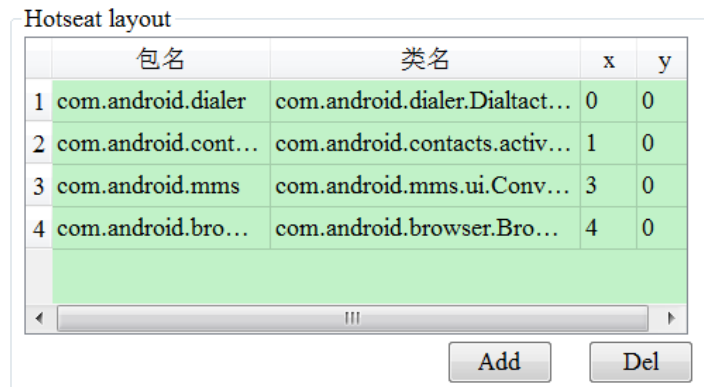 Hotseat layout
包名 类名 x y
1 com.android.dialer com.android.dialer.Dialtact... 0 0
2 com.android.cont... com.android.contacts.activ... 1 0
3 com.android.mms com.android.mms.ui.Conv... 3 0
4 com.android.bro... com.android.browser.Bro... 4 0
Add Del